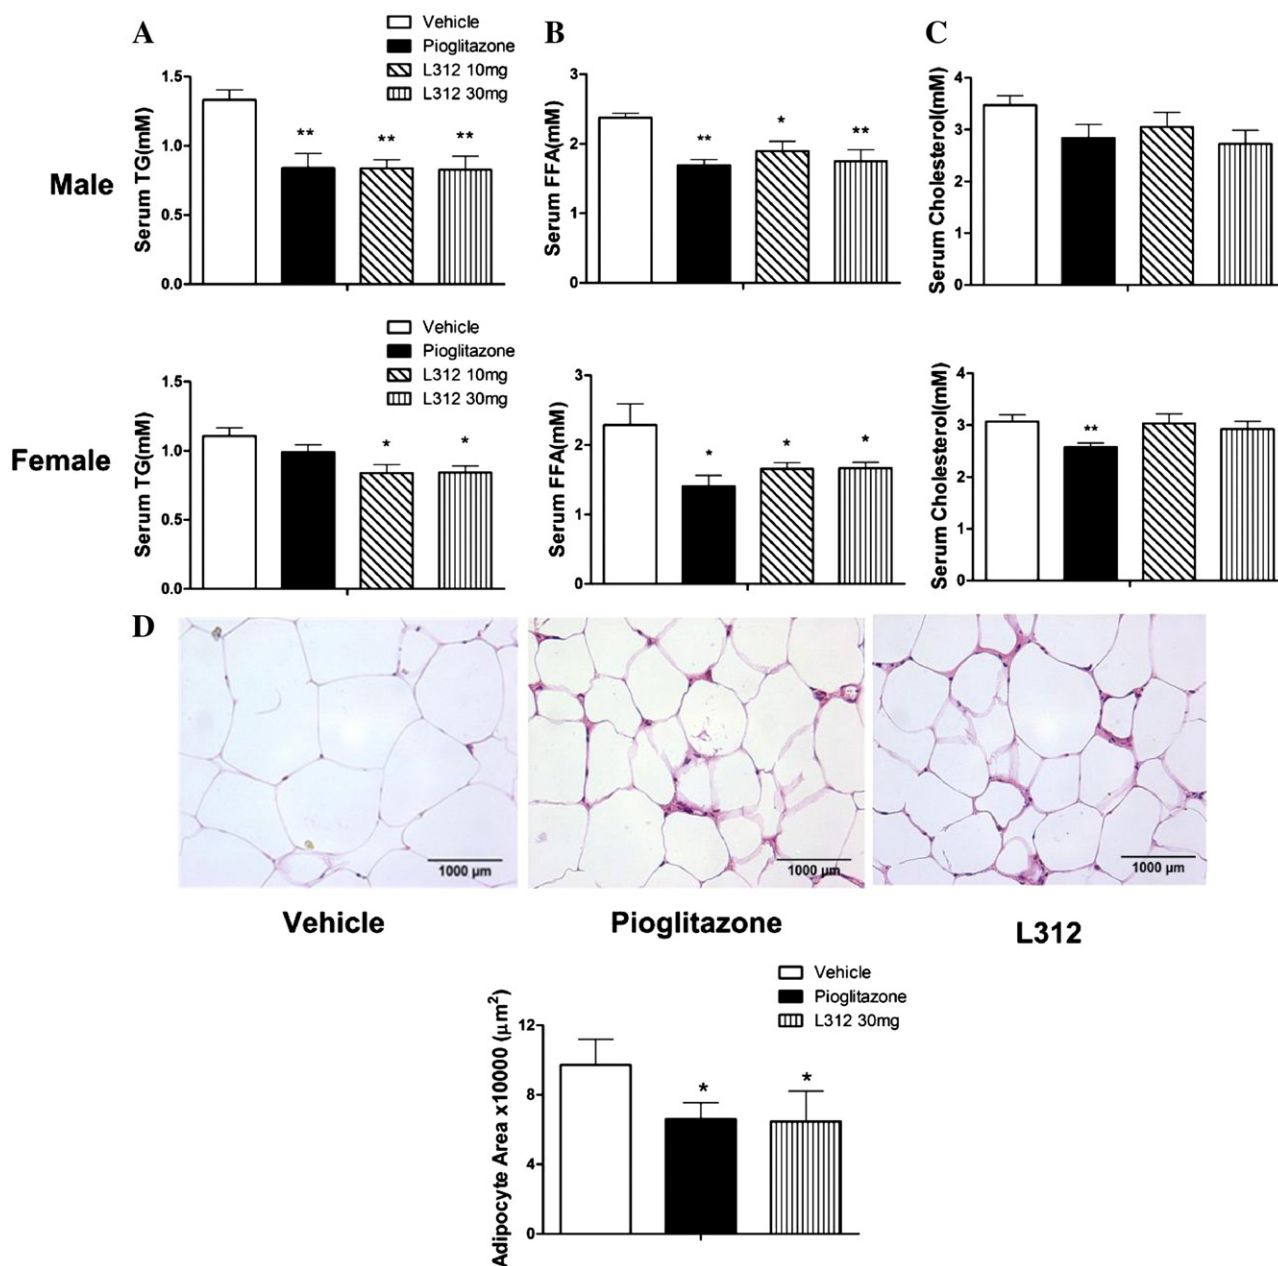 A
Vehicle
Pioglitazone
L312 10mg
L312 30mg
Serum TG(mM)
1.5
1.0
0.5
0.0
**
**
**
B
Serum FFA(mM)
3
2
1
0
**
*
**
C
Serum Cholesterol(mM)
4
3
2
1
0
Male
Vehicle
Pioglitazone
L312 10mg
L312 30mg
Serum TG(mM)
1.5
1.0
0.5
0.0
*
*
Serum FFA(mM)
3
2
1
0
*
*
*
Serum Cholesterol(mM)
4
3
2
1
0
**
Female
D
1000 µm
1000 µm
1000 µm
Vehicle
Pioglitazone
L312
Vehicle
Pioglitazone
L312 30mg
Adipocyte Area x10000 (µm²)
12
8
4
0
*
*